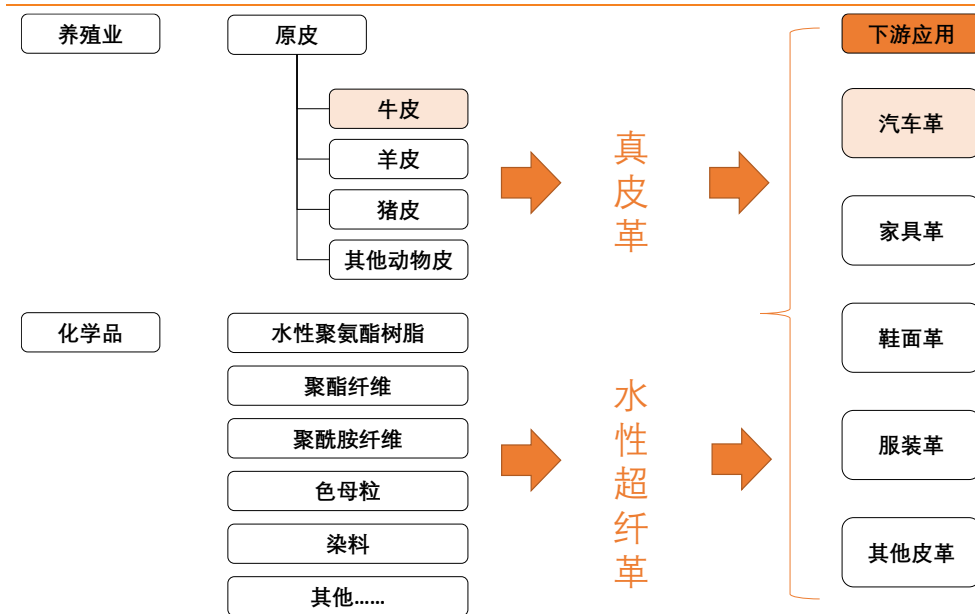 养殖业
原皮
牛皮
羊皮
猪皮
其他动物皮
真皮革
化学品
水性聚氨酯树脂
聚酯纤维
聚酰胺纤维
色母粒
染料
其他......
水性超纤革
下游应用
汽车革
家具革
鞋面革
服装革
其他皮革